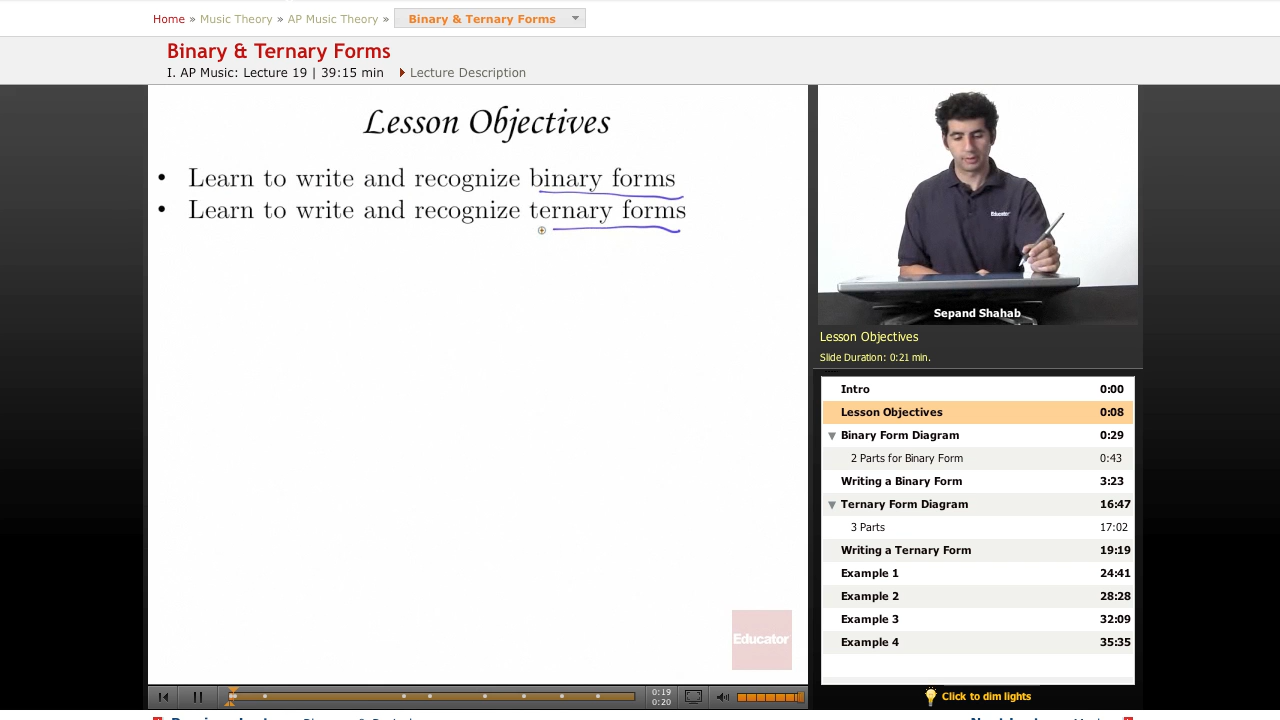 Home » Music Theory » AP Music Theory » Binary & Ternary Forms
Binary & Ternary Forms
I. AP Music: Lecture 19 | 39:15 min Lecture Description
Lesson Objectives
• Learn to write and recognize binary forms
• Learn to write and recognize ternary forms
Educator
0:19
0:20
Educator
Sepand Shahab
Lesson Objectives
Slide Duration: 0:21 min.
Intro 0:00
Lesson Objectives 0:08
Binary Form Diagram 0:29
2 Parts for Binary Form 0:43
Writing a Binary Form 3:23
Ternary Form Diagram 16:47
3 Parts 17:02
Writing a Ternary Form 19:19
Example 1 24:41
Example 2 28:28
Example 3 32:09
Example 4 35:35
Click to dim lights